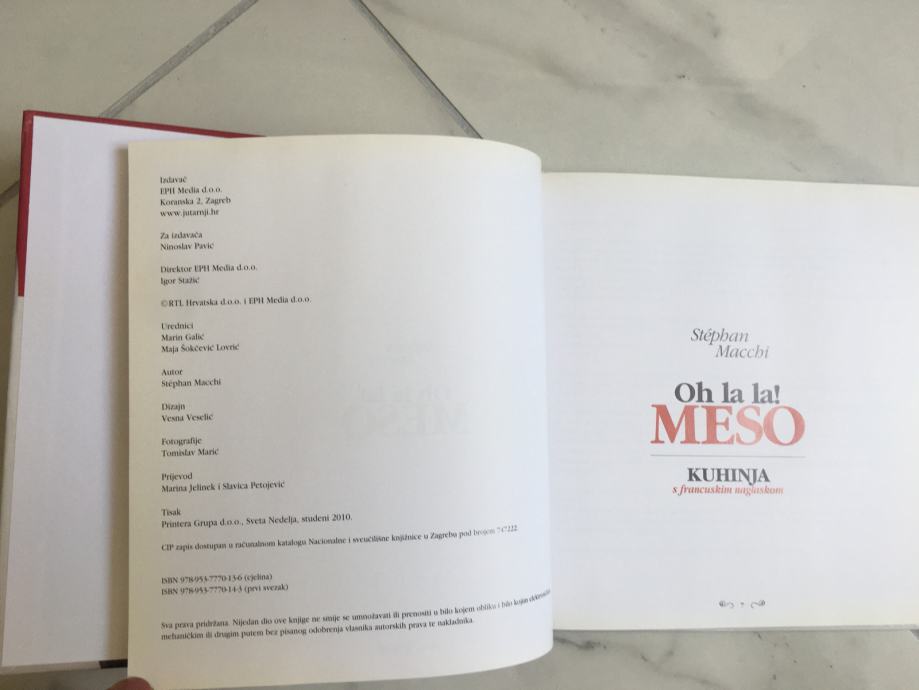 Izdavač
EPH Media d.o.o.
Koranska 2, Zagreb
www.jutarnji.hr
Za izdavača
Ninoslav Pavić
Direktor EPH Media d.o.o.
Igor Stažić
©RTL Hrvatska d.o.o. i EPH Media d.o.o.
Urednici
Marin Galić
Maja Šokčević Lovrić
Autor
Stéphan Macchi
Dizajn
Vesna Veselić
Fotografije
Tomislav Marić
Prijevod
Marina Jelinek i Slavica Petojević
Tisak
Printera Grupa d.o.o., Sveta Nedelja, studeni 2010.
CIP zapis dostupan u računalnom katalogu Nacionalne i sveučilišne knjižnice u Zagrebu pod brojem
ISBN 978-953-7770-13-6 (cjelina)
ISBN 978-953-7770-14-3 (prvi svezak)
Sva prava pridržana. Nijedan dio ove knjige ne smije se umnožavati ili prenositi u bilo kojem obliku i bilo kojim
mehaničkim ili drugim putem bez pisanog odobrenja vlasnika autorskih prava te nakladnika.
Stéphan
Macchi
Oh la la!
MESO
KUHINJA
s francuskim naglaskom